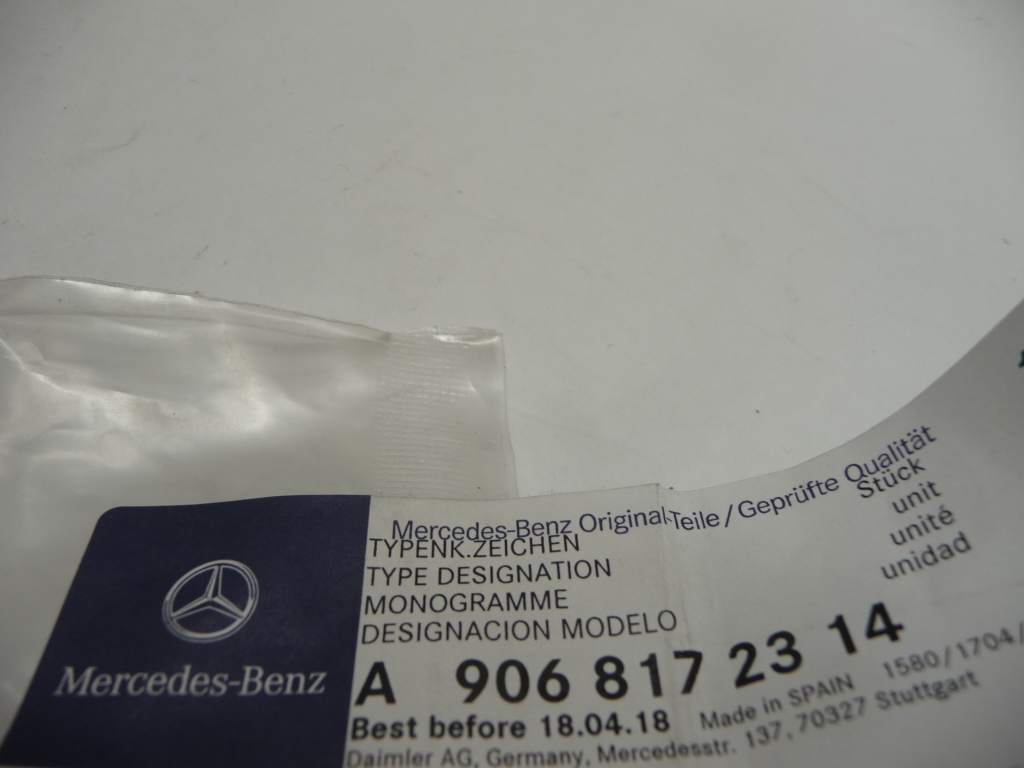 Mercedes-Benz
Mercedes-Benz Original-Teile / Geprüfte Qualität
TYPENK.ZEICHEN Stück
TYPE DESIGNATION unit
MONOGRAMME unité
DESIGNACION MODELO unidad
A 906 817 23 14
Best before 18.04.18 Made in SPAIN 1580/1704/
Daimler AG, Germany, Mercedesstr. 137, 70327 Stuttgart